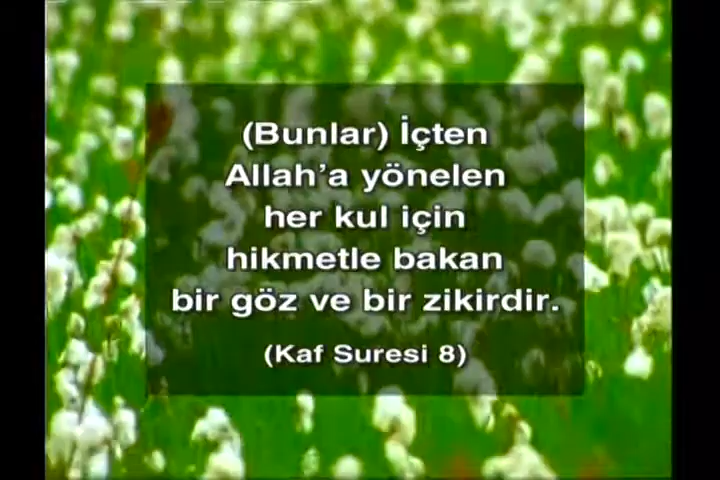 (Bunlar) İçten
Allah'a yönelen
her kul için
hikmetle bakan
bir göz ve bir zikirdir.
(Kaf Suresi 8)